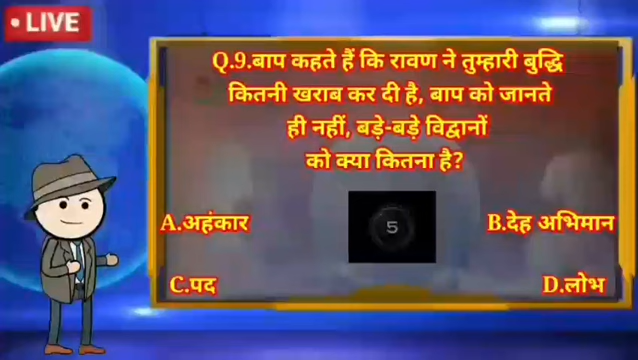 LIVE
Q.9.बाप कहते हैं कि रावण ने तुम्हारी बुद्धि
कितनी खराब कर दी है, बाप को जानते
ही नहीं, बड़े-बड़े विद्वानों
को क्या कितना है?
5
A.अहंकार
B.देह अभिमान
C.पद
D.लोभ